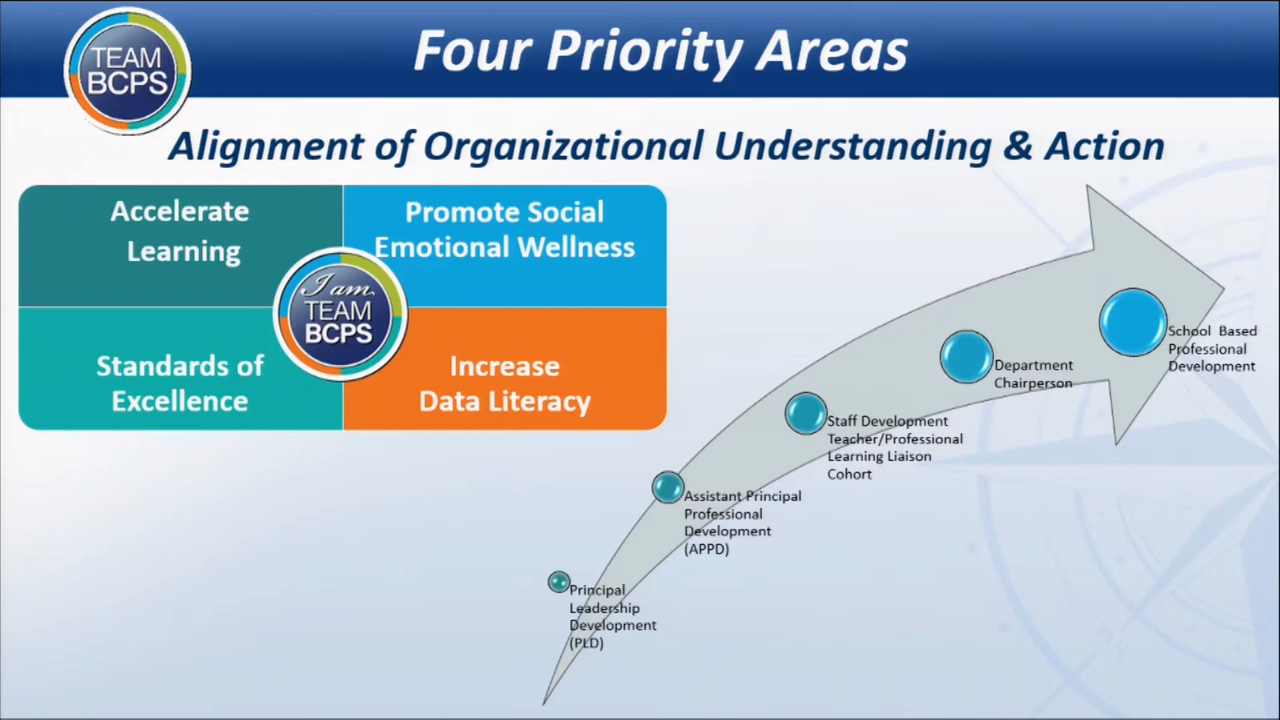 TEAM
BCPS
Four Priority Areas
Alignment of Organizational Understanding & Action
Accelerate
Learning
Promote Social
Emotional Wellness
I am
TEAM
BCPS
Standards of
Excellence
Increase
Data Literacy
School Based
Professional
Development
Department
Chairperson
Staff Development
Teacher/Professional
Learning Liaison
Cohort
Assistant Principal
Professional
Development
(APPD)
Principal
Leadership
Development
(PLD)